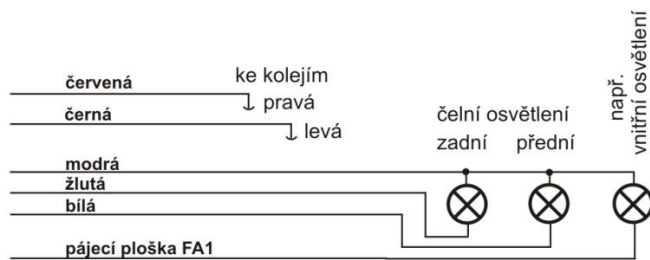 červená
ke kolejím
pravá
černá
levá
čelní osvětlení
zadní
přední
např.
vnitřní osvětlení
modrá
žlutá
bílá
pájecí ploška FA1